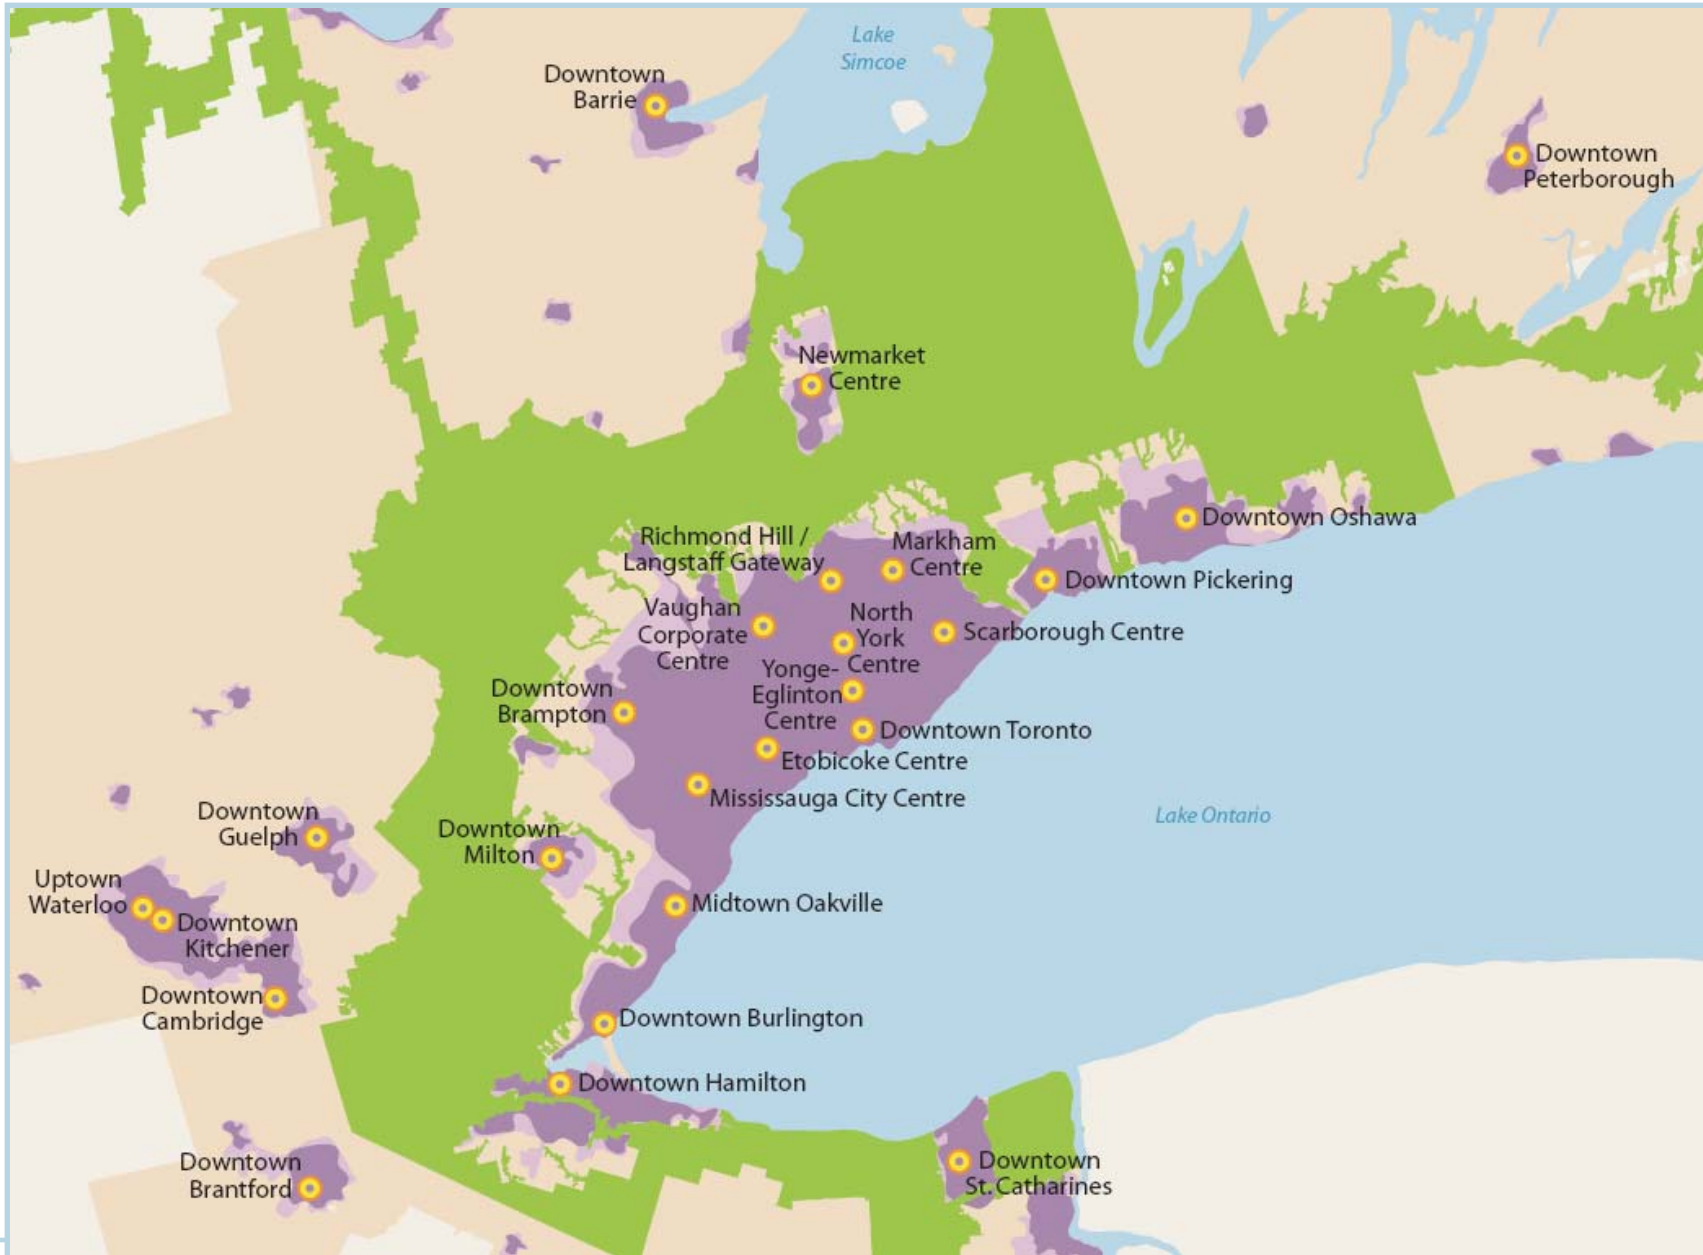 Lake
Simcoe
Downtown
Barrie
Downtown
Peterborough
Newmarket
Centre
Richmond Hill /
Langstaff Gateway
Markham
Centre
Downtown Oshawa
Downtown Pickering
Vaughan
Corporate
Centre
North
York
Centre
Scarborough Centre
Yonge-
Eglinton
Centre
Downtown
Brampton
Downtown Toronto
Etobicoke Centre
Mississauga City Centre
Lake Ontario
Downtown
Guelph
Downtown
Milton
Uptown
Waterloo
Downtown
Kitchener
Midtown Oakville
Downtown
Cambridge
Downtown Burlington
Downtown Hamilton
Downtown
Brantford
Downtown
St. Catharines